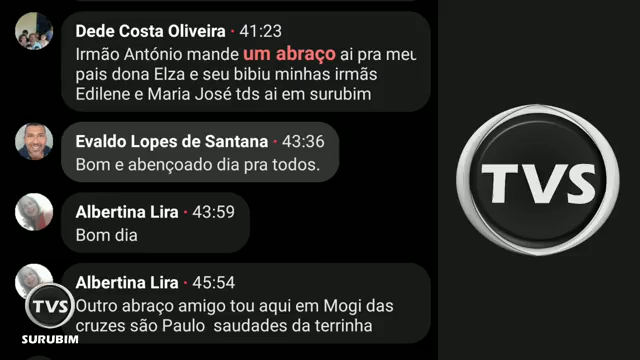 Dede Costa Oliveira • 41:23
Irmão António mande um abraço ai pra meu
pais dona Elza e seu bibiu minhas irmãs
Edilene e Maria José tds ai em surubim
Evaldo Lopes de Santana • 43:36
Bom e abençoado dia pra todos.
Albertina Lira • 43:59
Bom dia
Albertina Lira • 45:54
Outro abraço amigo tou aqui em Mogi das
cruzes são Paulo saudades da terrinha
TVS
SURUBIM
TVS